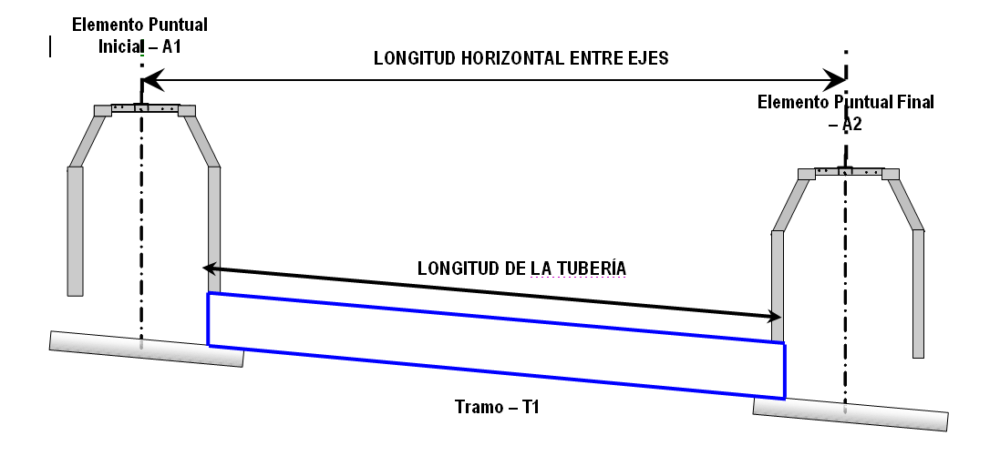 Elemento Puntual
Inicial – A1
LONGITUD HORIZONTAL ENTRE EJES
Elemento Puntual Final
– A2
LONGITUD DE LA TUBERÍA
Tramo – T1